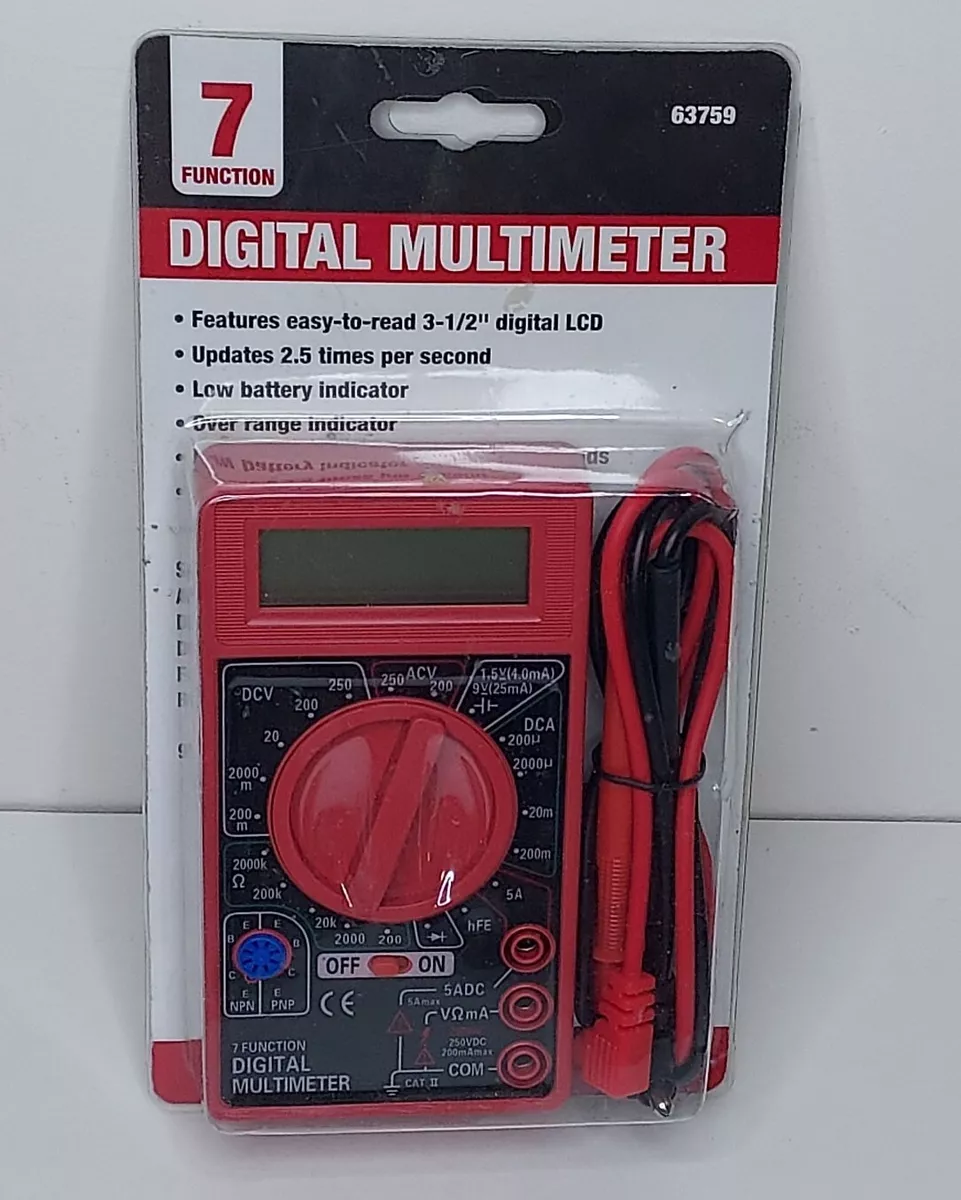 7
FUNCTION
63759
DIGITAL MULTIMETER
• Features easy-to-read 3-1/2" digital LCD
• Updates 2.5 times per second
• Low battery indicator
• Over range indicator
DCV
250
200
20
2000
m
200
m
250
ACV
200
1.5V(4.0mA)
9V(25mA)
DCA
200µ
2000µ
20m
200m
5A
hFE
2000k
Ω
200k
20k
2000
200
E E
B B
C C
E E
NPN PNP
OFF ON
CE
5ADC
5Amax
VΩmA
250VDC
200mAmax
COM
CAT II
7 FUNCTION
DIGITAL
MULTIMETER